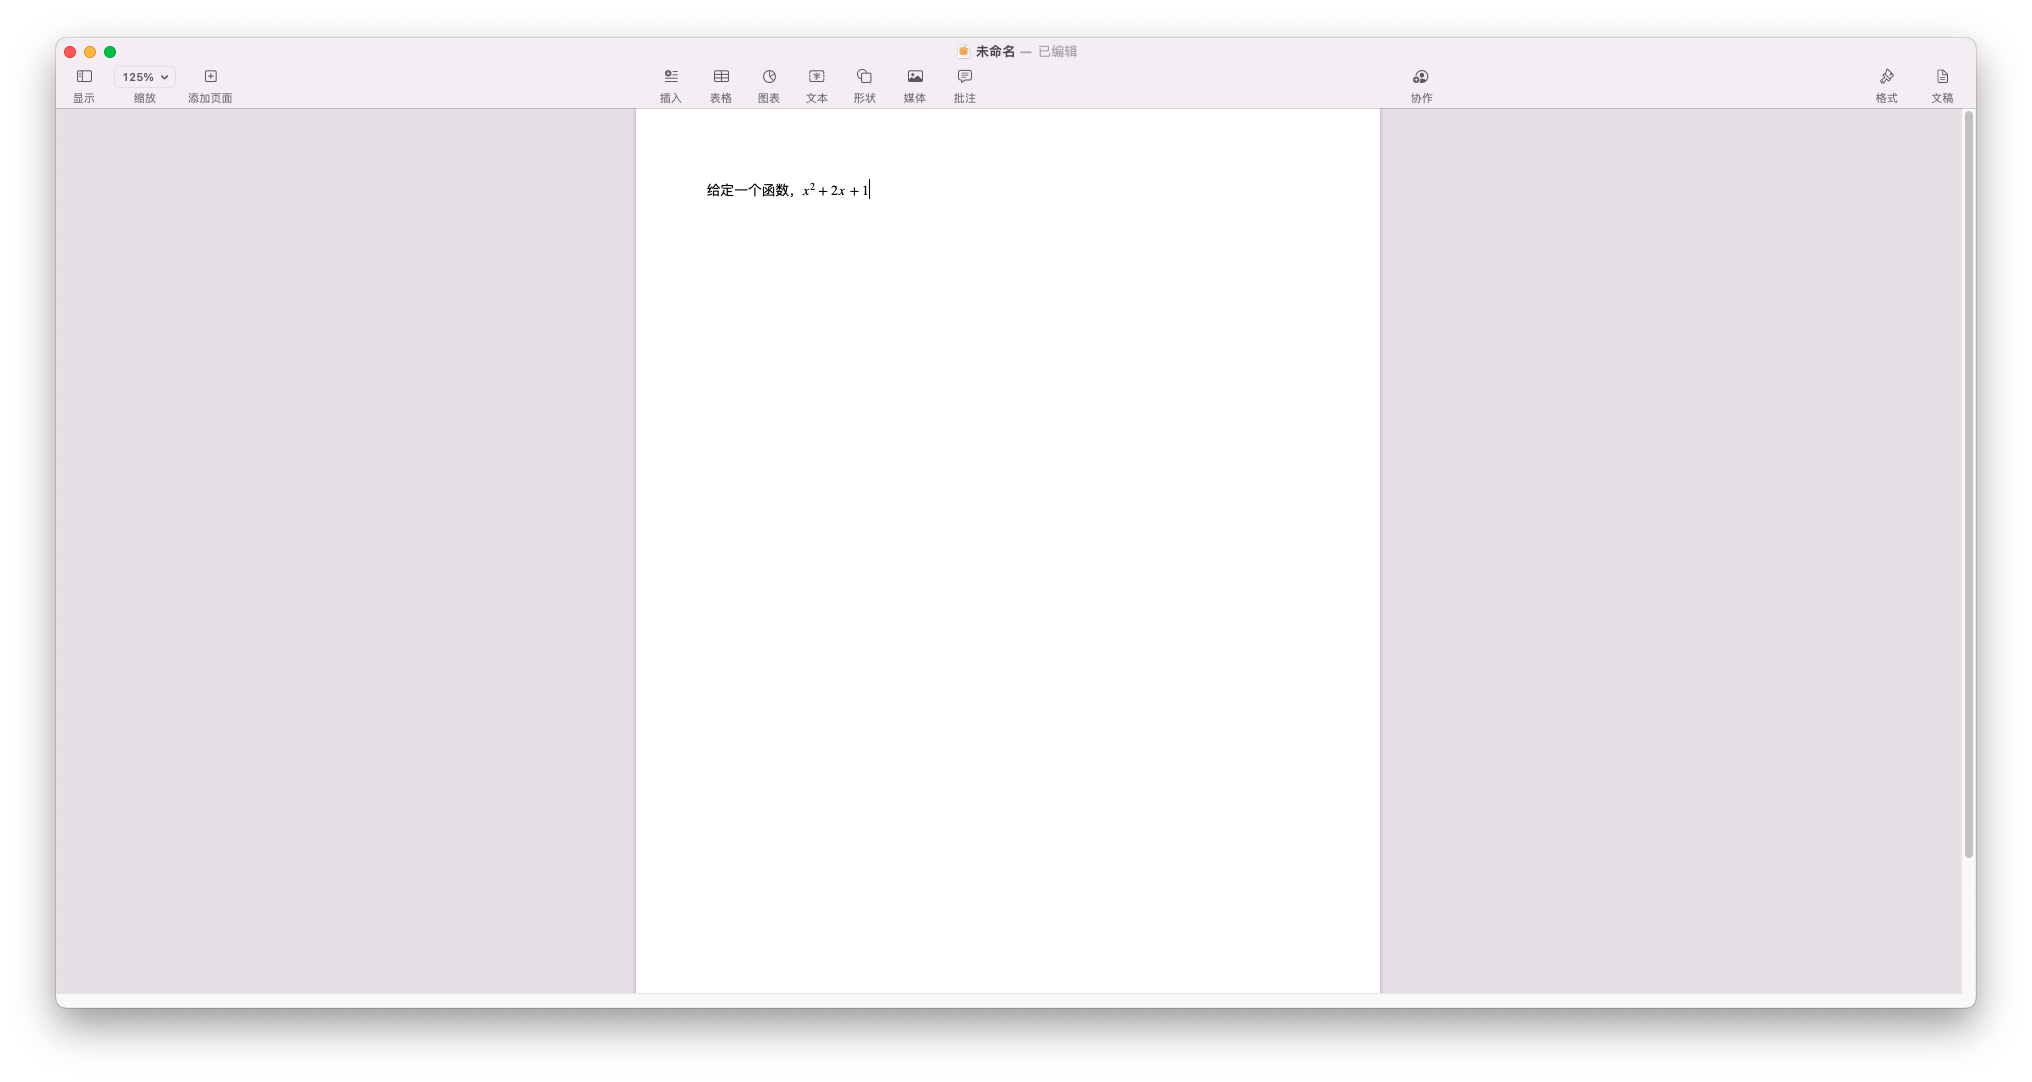 未命名 — 已编辑
125%
显示 缩放 添加页面 插入 表格 图表 文本 形状 媒体 批注 协作 格式 文稿
给定一个函数，x² + 2x + 1